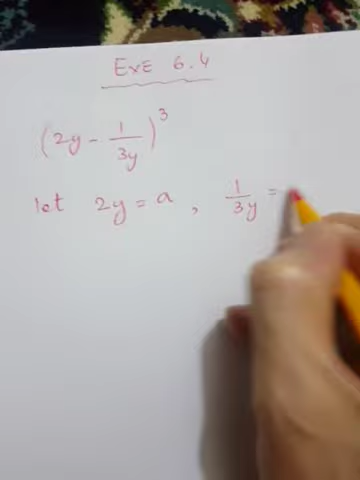 EXE 6.4
(2y - 1/3y)³
let 2y = a , 1/3y =